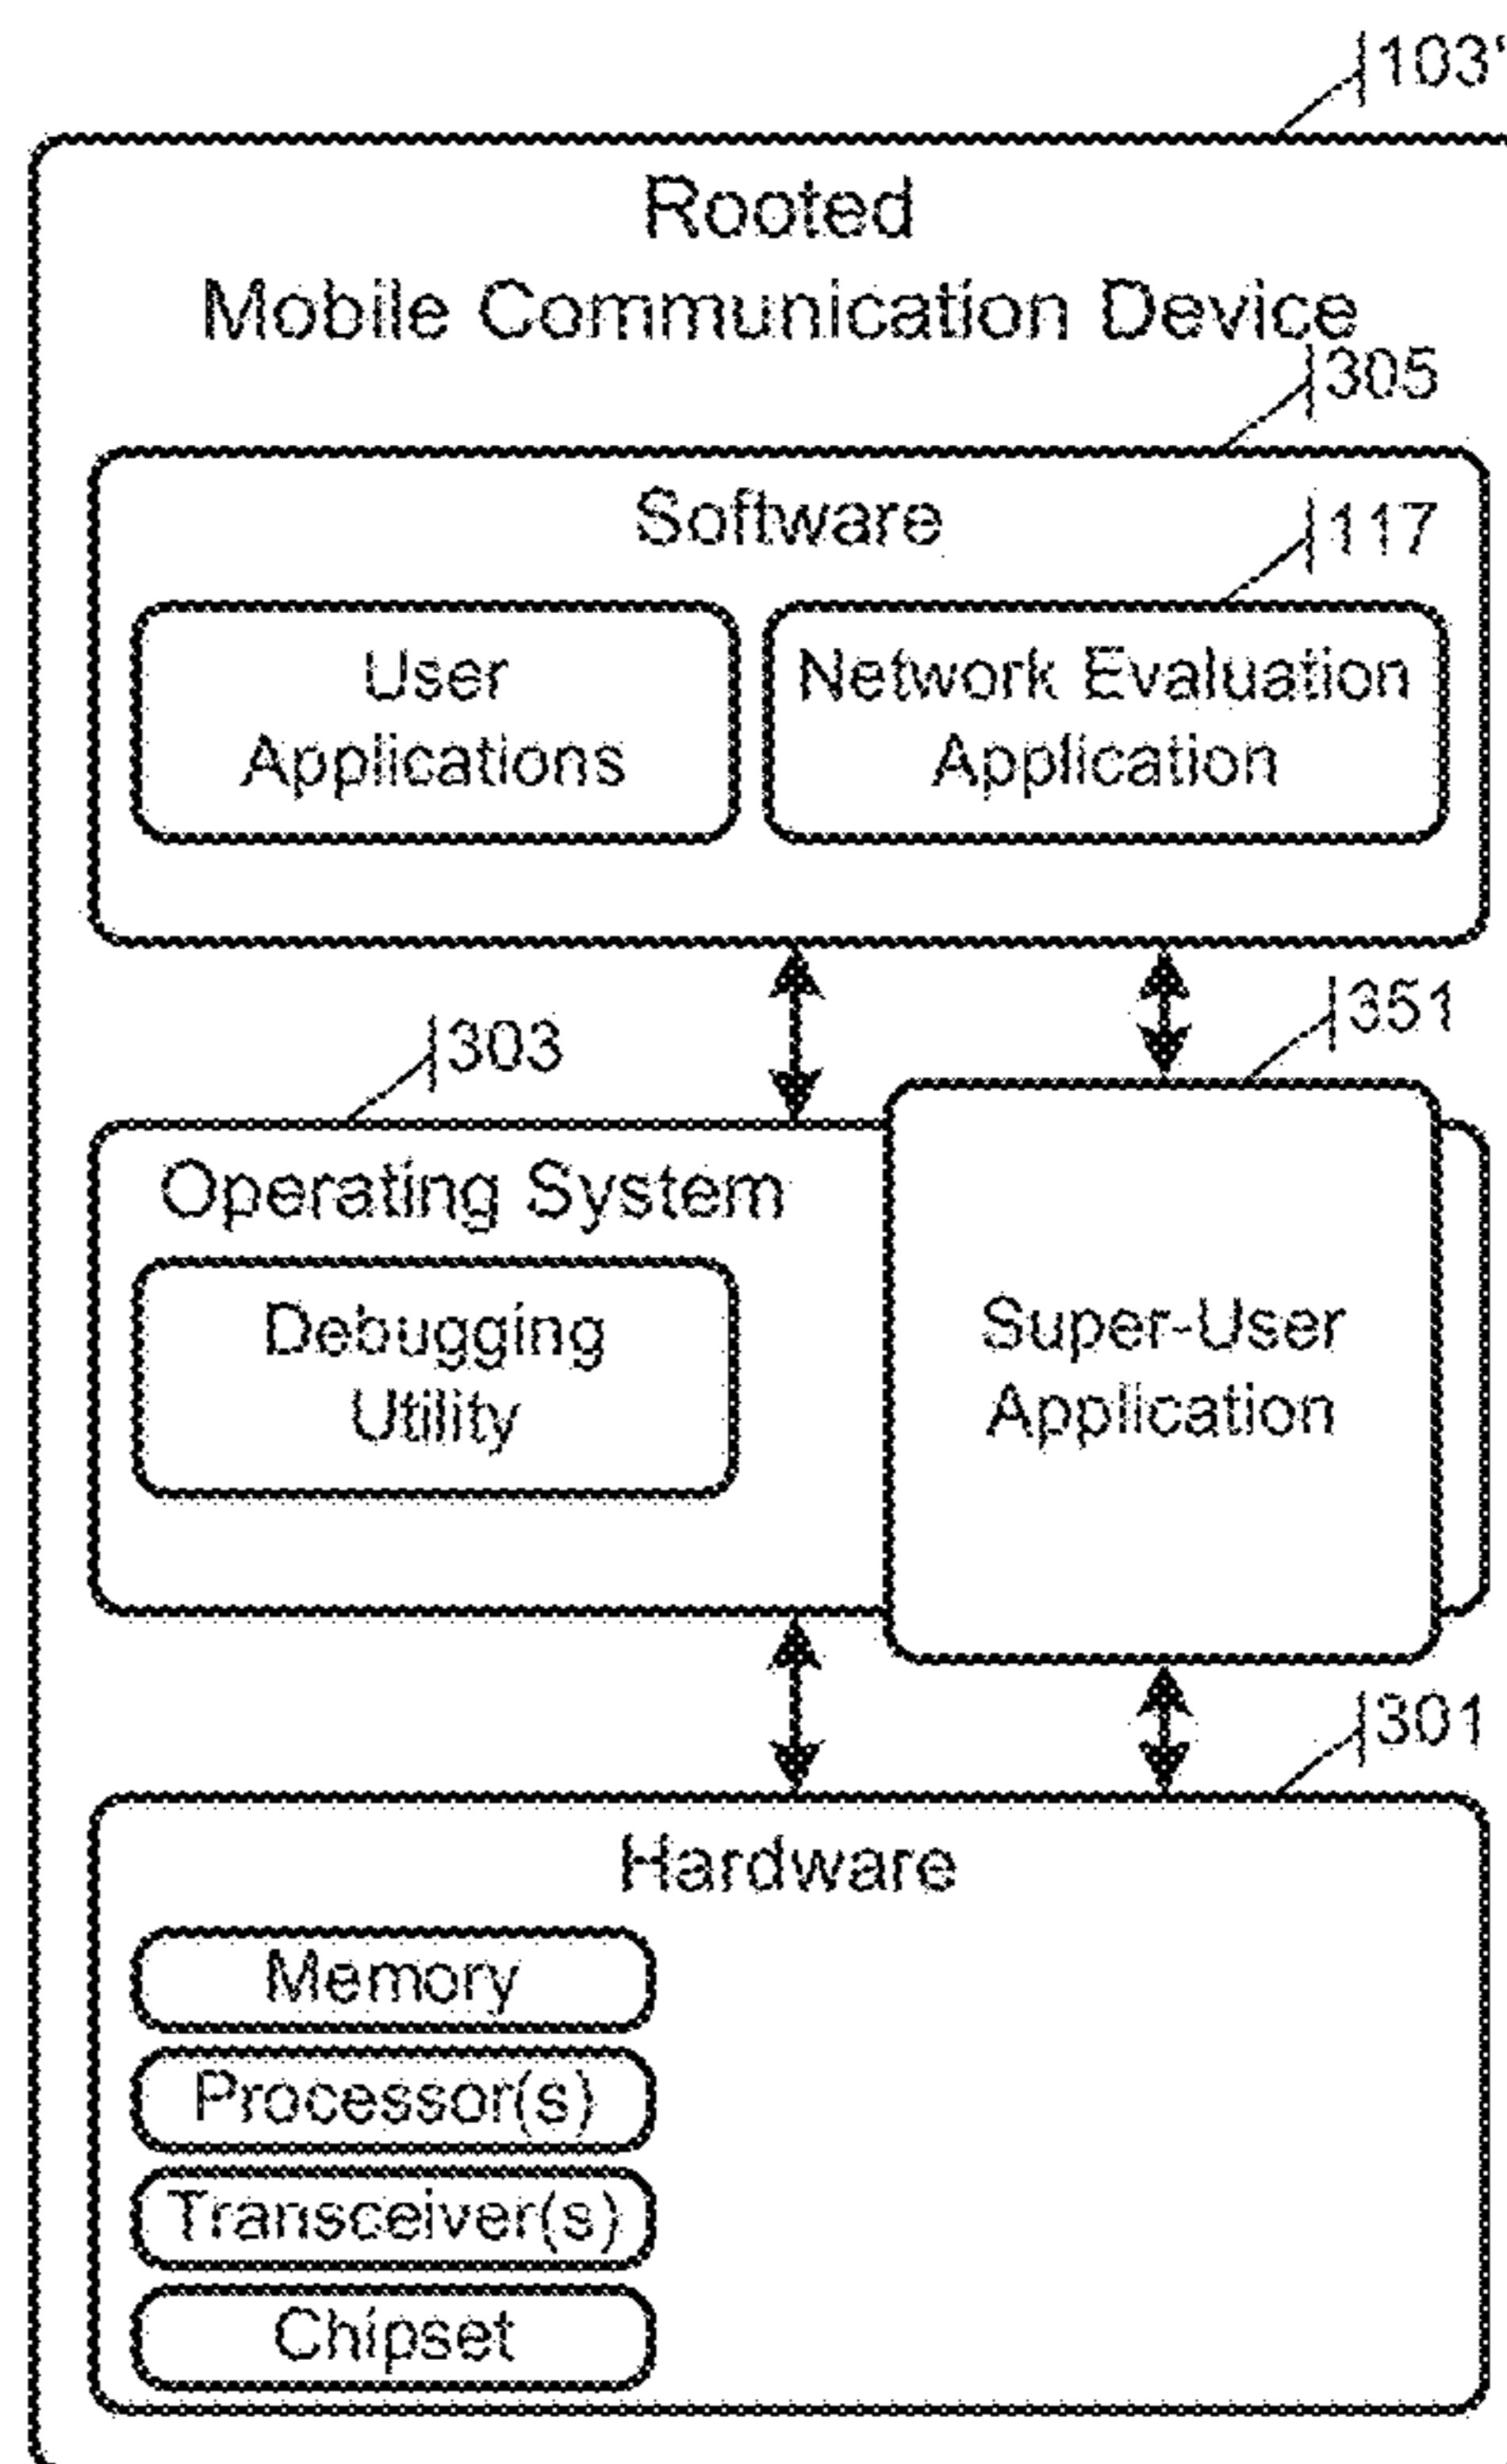 103'
Rooted
Mobile Communication Device
305
Software
117
User
Applications
Network Evaluation
Application
303
351
Operating System
Debugging
Utility
Super-User
Application
301
Hardware
Memory
Processor(s)
Transceiver(s)
Chipset